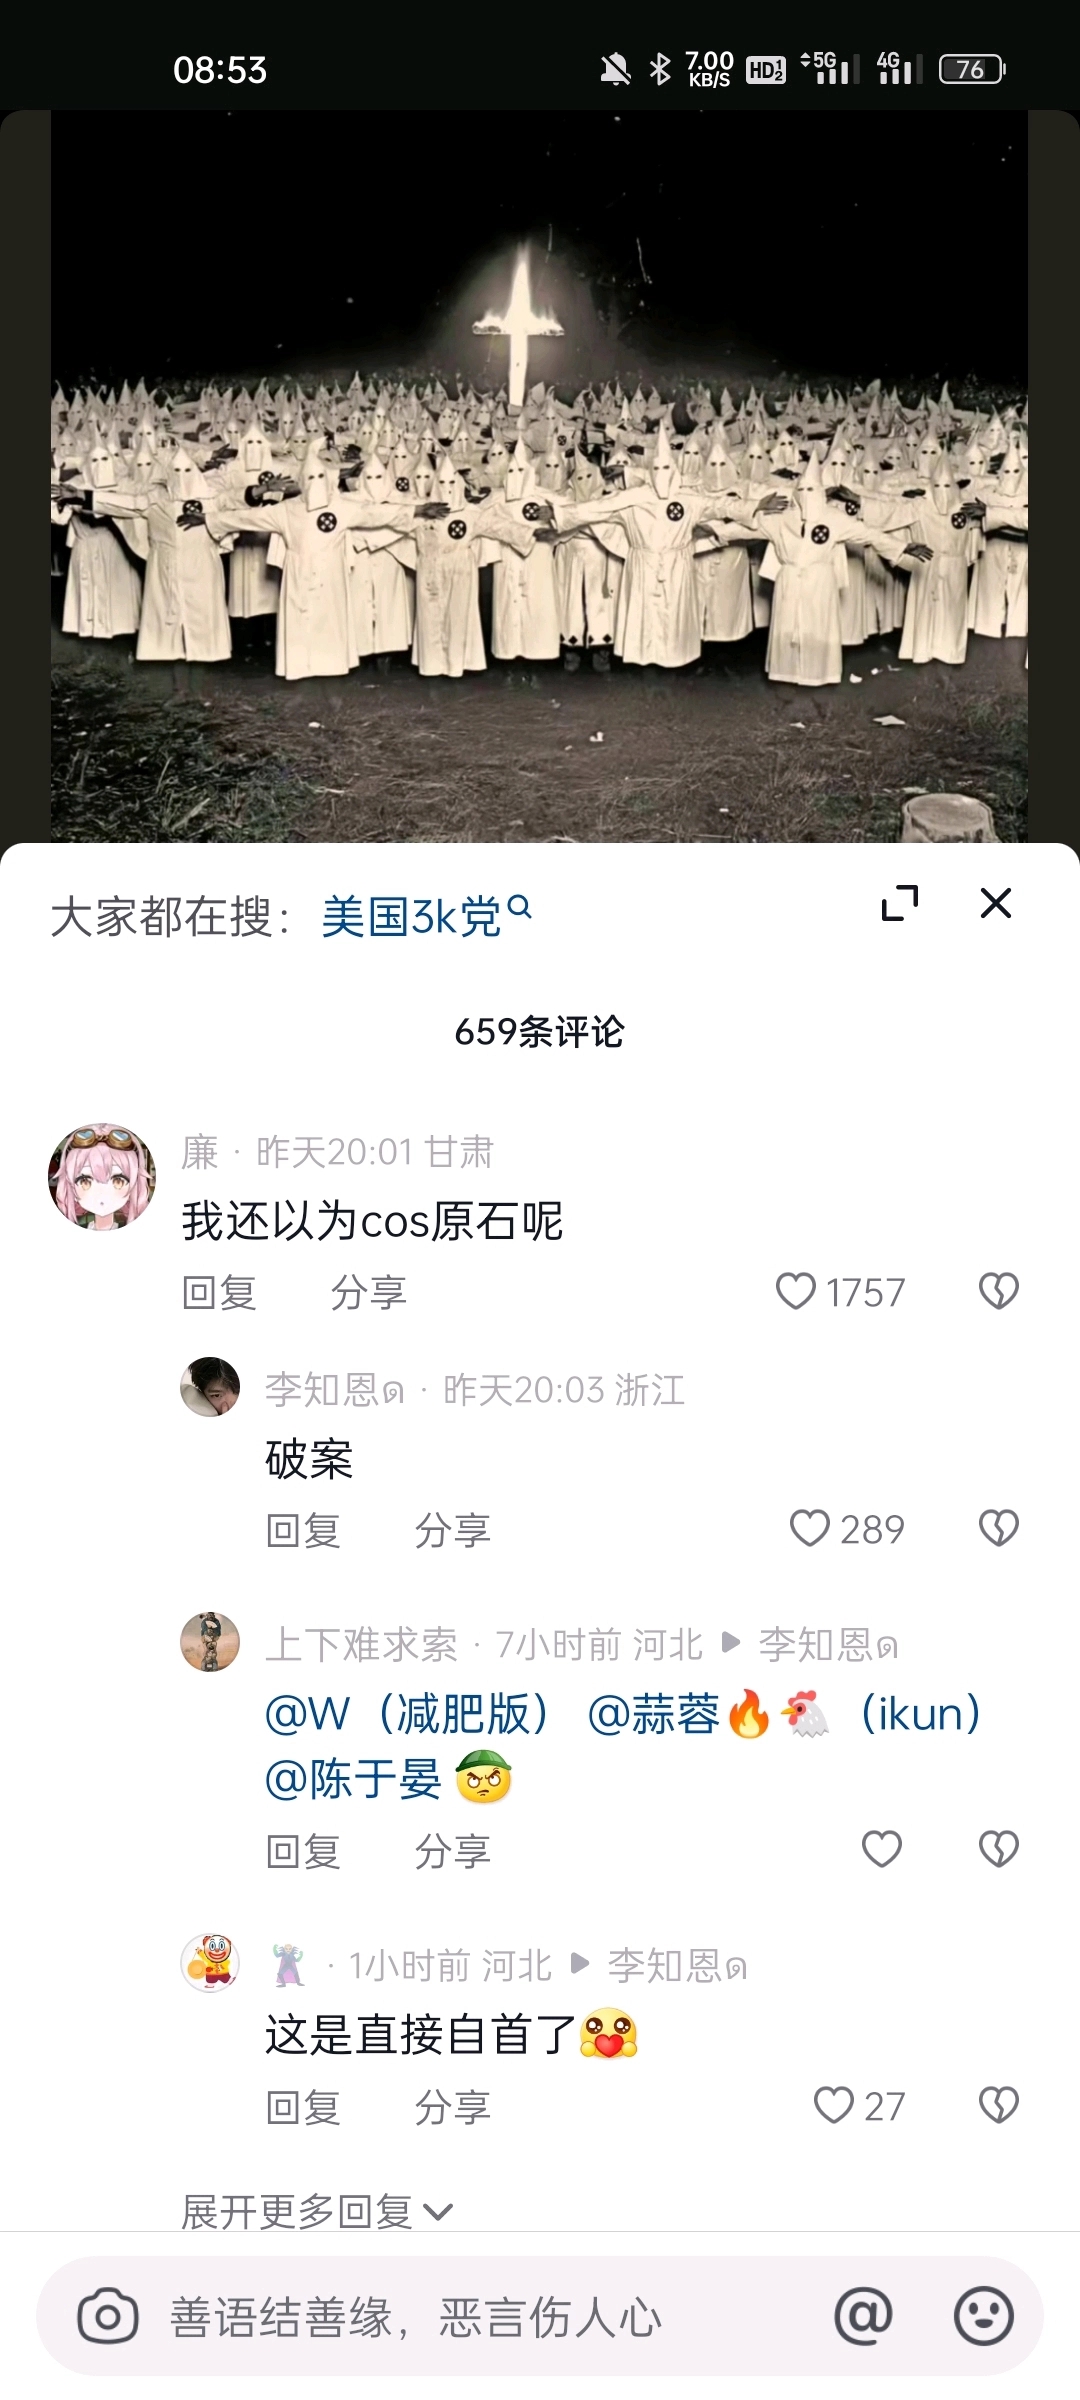 08:53
7.00 KB/S HD 1 2 5G 4G 76
大家都在搜：美国3k党
659条评论
廉 · 昨天20:01 甘肃
我还以为cos原石呢
回复 分享 1757
李知恩ด · 昨天20:03 浙江
破案
回复 分享 289
上下难求索 · 7小时前 河北 ▶ 李知恩ด
@W（减肥版） @蒜蓉🔥🐔（ikun）
@陈于晏
回复 分享
🦹 · 1小时前 河北 ▶ 李知恩ด
这是直接自首了
回复 分享 27
展开更多回复
善语结善缘，恶言伤人心